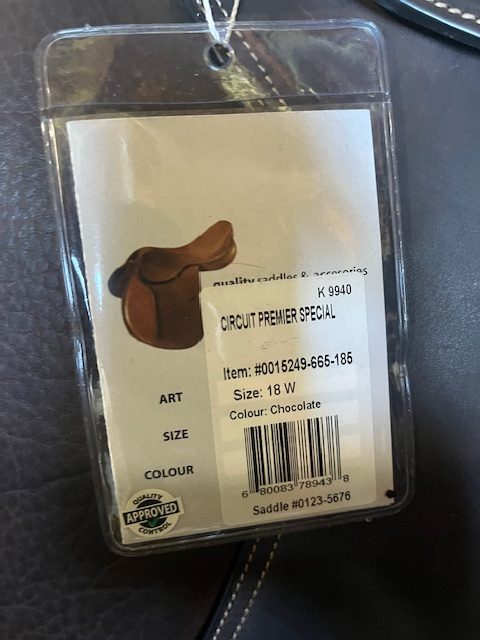 quality saddles & accesories
K 9940
CIRCUIT PREMIER SPECIAL
Item: #0015249-665-185
Size: 18 W
Colour: Chocolate
6 80083 78943 8
Saddle #0123-5676
ART
SIZE
COLOUR
QUALITY
APPROVED
CONTROL